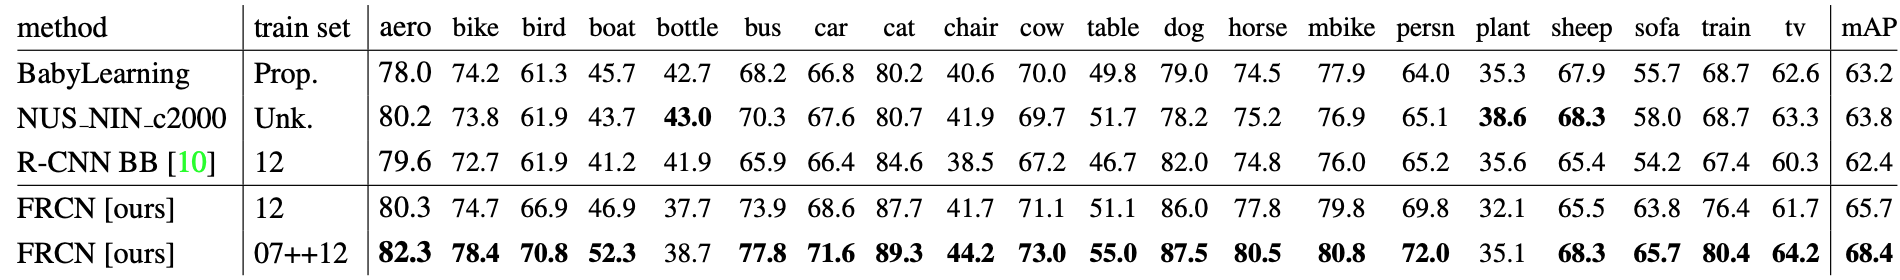 method train set aero bike bird boat bottle bus car cat chair cow table dog horse mbike persn plant sheep sofa train tv mAP
BabyLearning Prop. 78.0 74.2 61.3 45.7 42.7 68.2 66.8 80.2 40.6 70.0 49.8 79.0 74.5 77.9 64.0 35.3 67.9 55.7 68.7 62.6 63.2
NUS_NIN_c2000 Unk. 80.2 73.8 61.9 43.7 43.0 70.3 67.6 80.7 41.9 69.7 51.7 78.2 75.2 76.9 65.1 38.6 68.3 58.0 68.7 63.3 63.8
R-CNN BB [10] 12 79.6 72.7 61.9 41.2 41.9 65.9 66.4 84.6 38.5 67.2 46.7 82.0 74.8 76.0 65.2 35.6 65.4 54.2 67.4 60.3 62.4
FRCN [ours] 12 80.3 74.7 66.9 46.9 37.7 73.9 68.6 87.7 41.7 71.1 51.1 86.0 77.8 79.8 69.8 32.1 65.5 63.8 76.4 61.7 65.7
FRCN [ours] 07++12 82.3 78.4 70.8 52.3 38.7 77.8 71.6 89.3 44.2 73.0 55.0 87.5 80.5 80.8 72.0 35.1 68.3 65.7 80.4 64.2 68.4